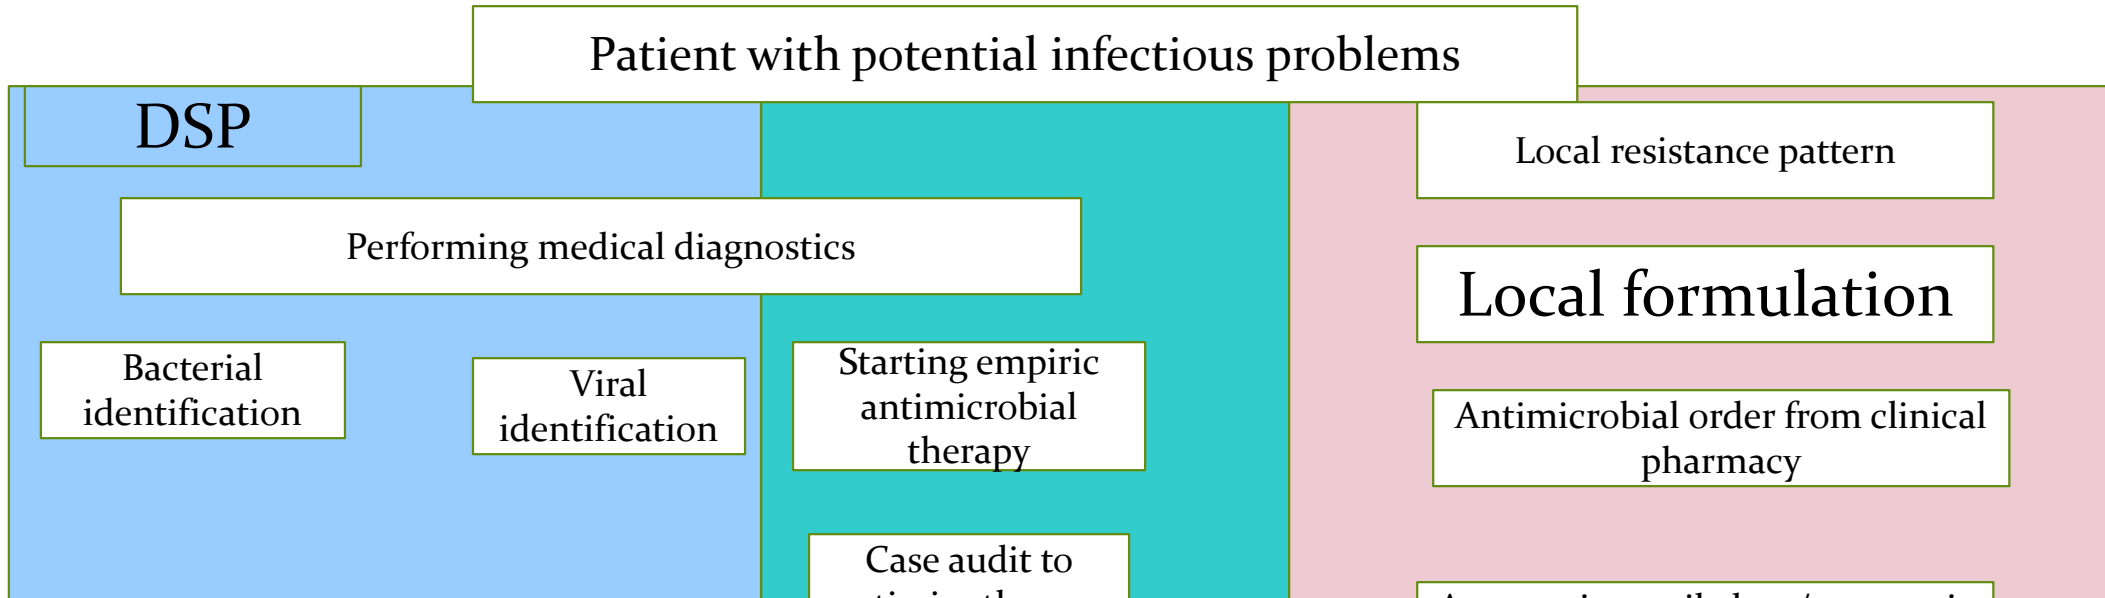 Patient with potential infectious problems
DSP
Performing medical diagnostics
Bacterial
identification
Viral
identification
Starting empiric
antimicrobial
therapy
Case audit to
Local resistance pattern
Local formulation
Antimicrobial order from clinical
pharmacy